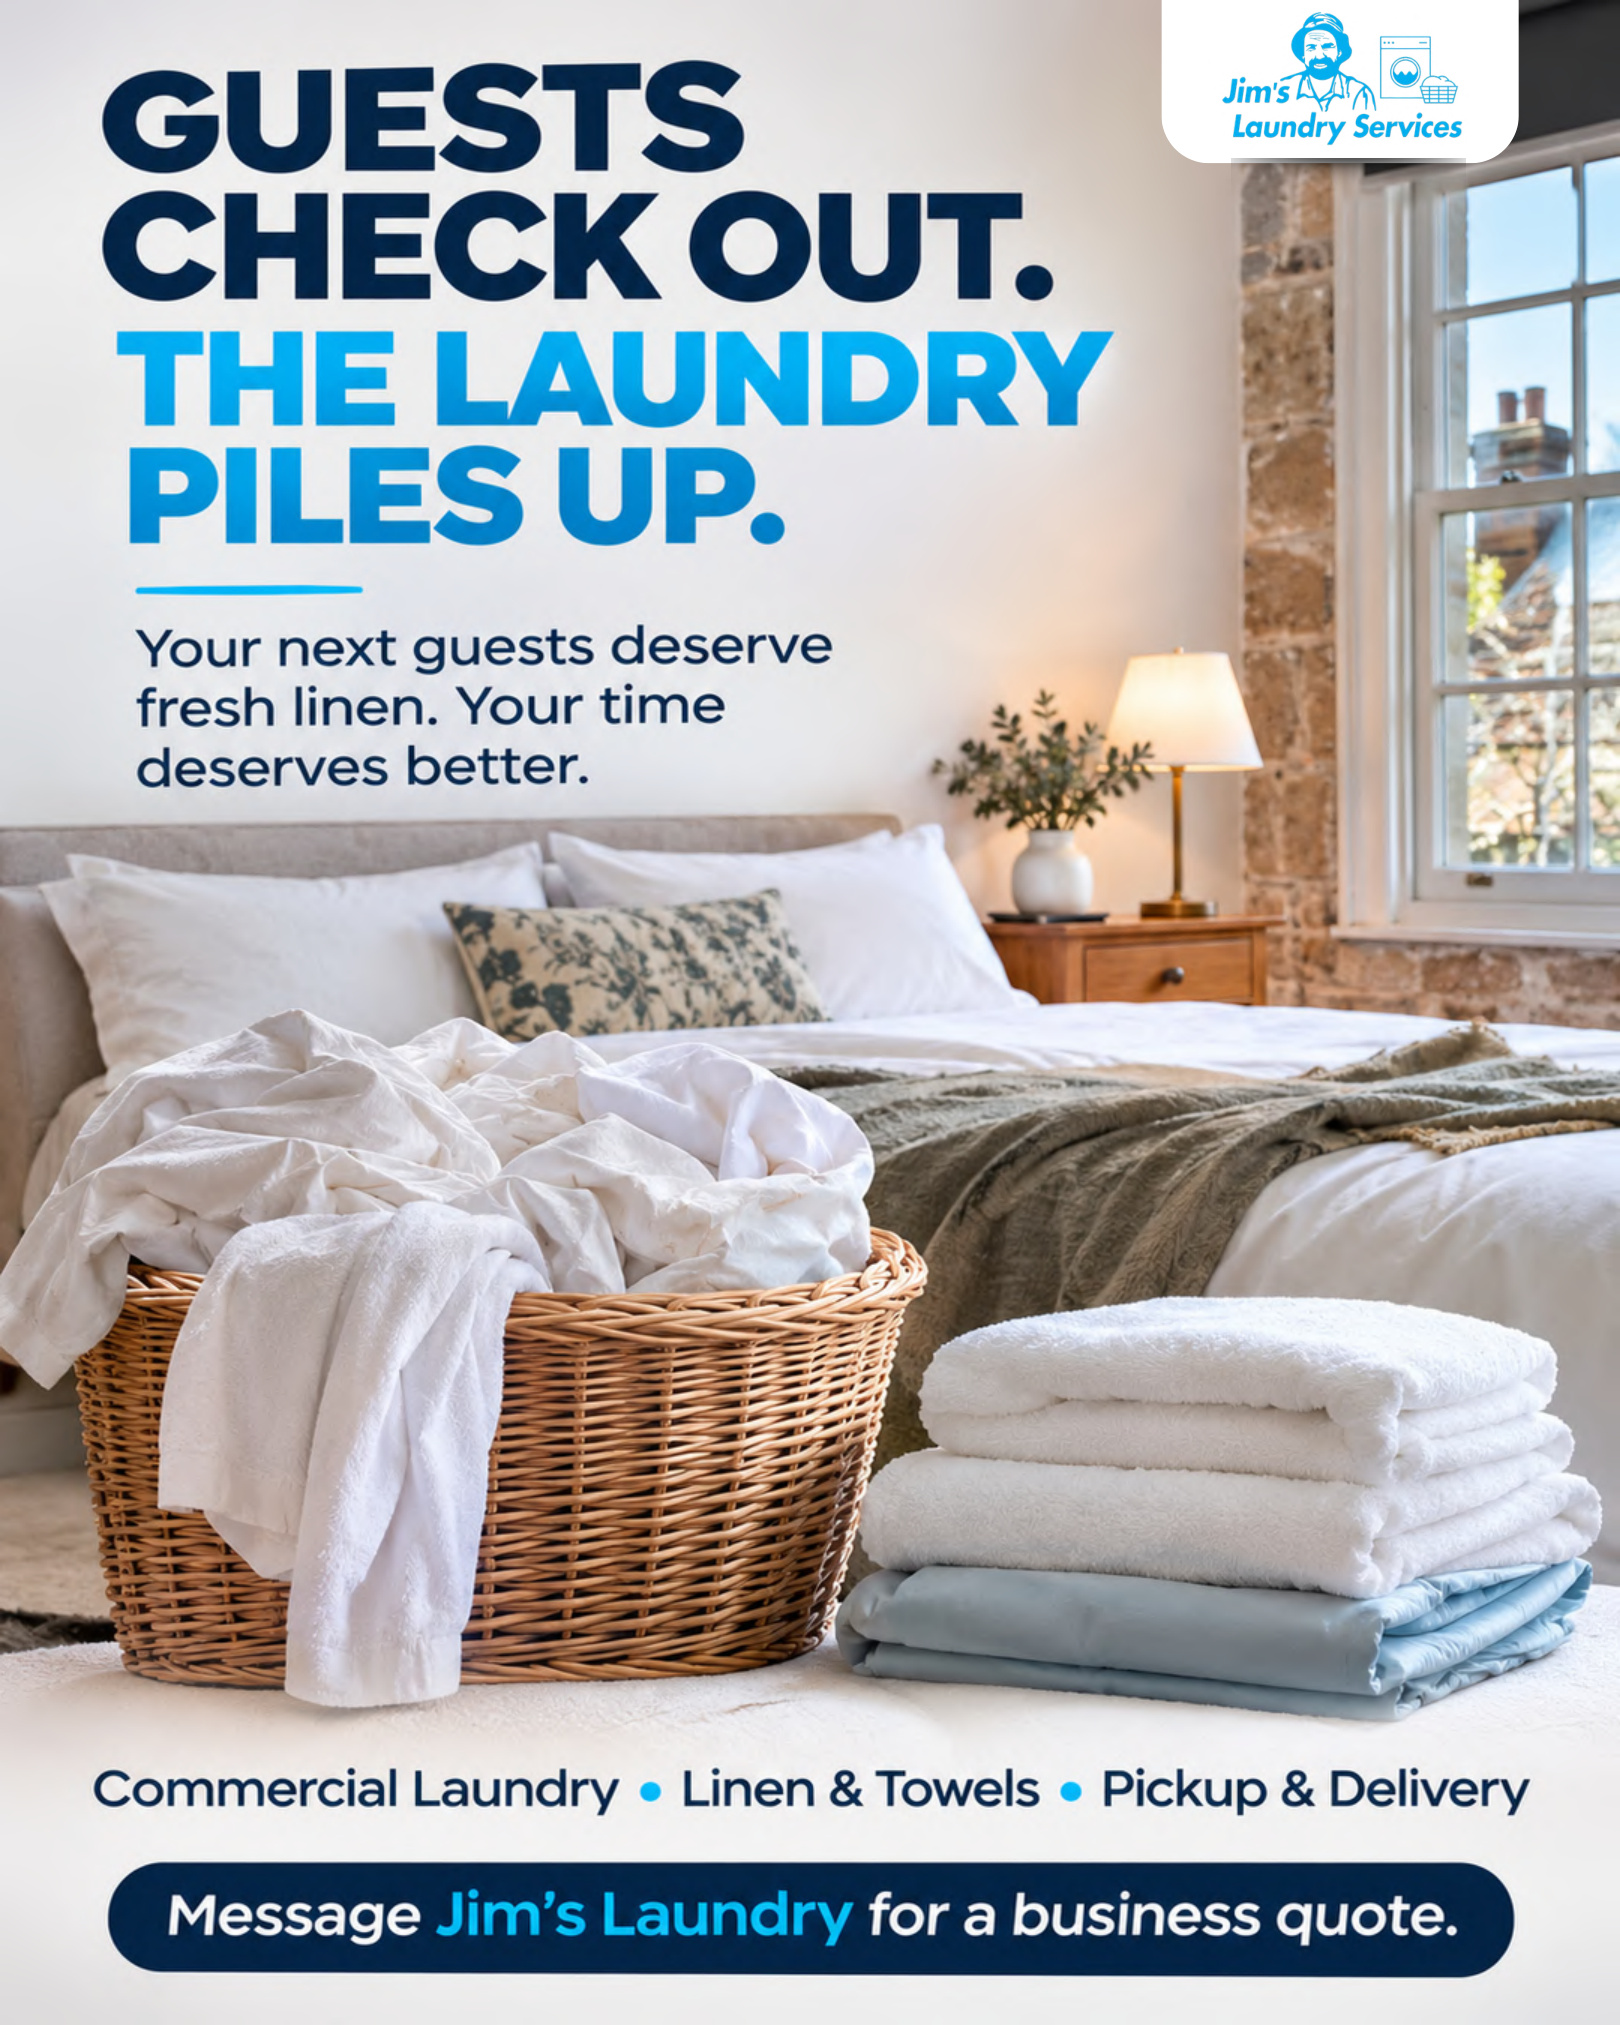 Jim's
Laundry Services
GUESTS
CHECK OUT.
THE LAUNDRY
PILES UP.
Your next guests deserve
fresh linen. Your time
deserves better.
Commercial Laundry • Linen & Towels • Pickup & Delivery
Message Jim's Laundry for a business quote.